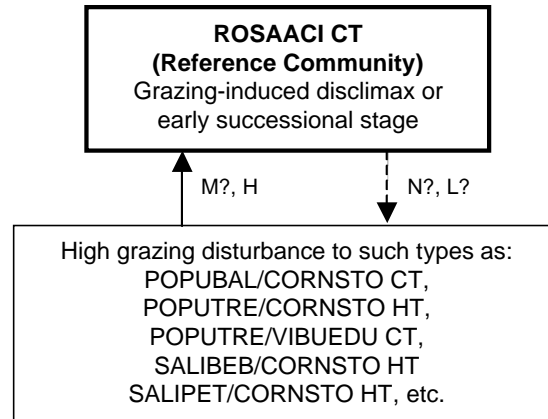 ROSAACI CT
(Reference Community)
Grazing-induced disclimax or
early successional stage
M?, H
N?, L?
High grazing disturbance to such types as:
POPUBAL/CORNSTO CT,
POPUTRE/CORNSTO HT,
POPUTRE/VIBUEDU CT,
SALIBEB/CORNSTO HT
SALIPET/CORNSTO HT, etc.